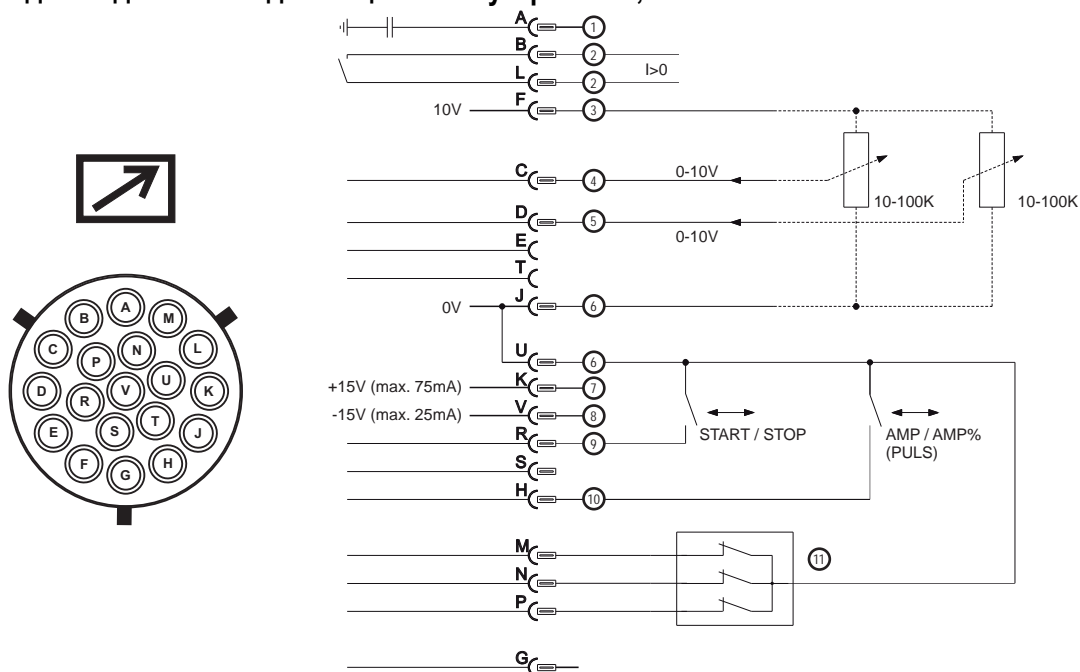 A 1
B 2
I>0
L 2
10V F 3
C 4 0-10V
10-100K 10-100K
D 5
0-10V
E
T
0V J 6
U 6
+15V (max. 75mA) K 7
-15V (max. 25mA) V 8
R 9 START / STOP AMP / AMP%
(PULS)
S
H 10
M
11
N
P
G
A
B M
N
C L
P
U
D V K
R
T
E S J
F H
G